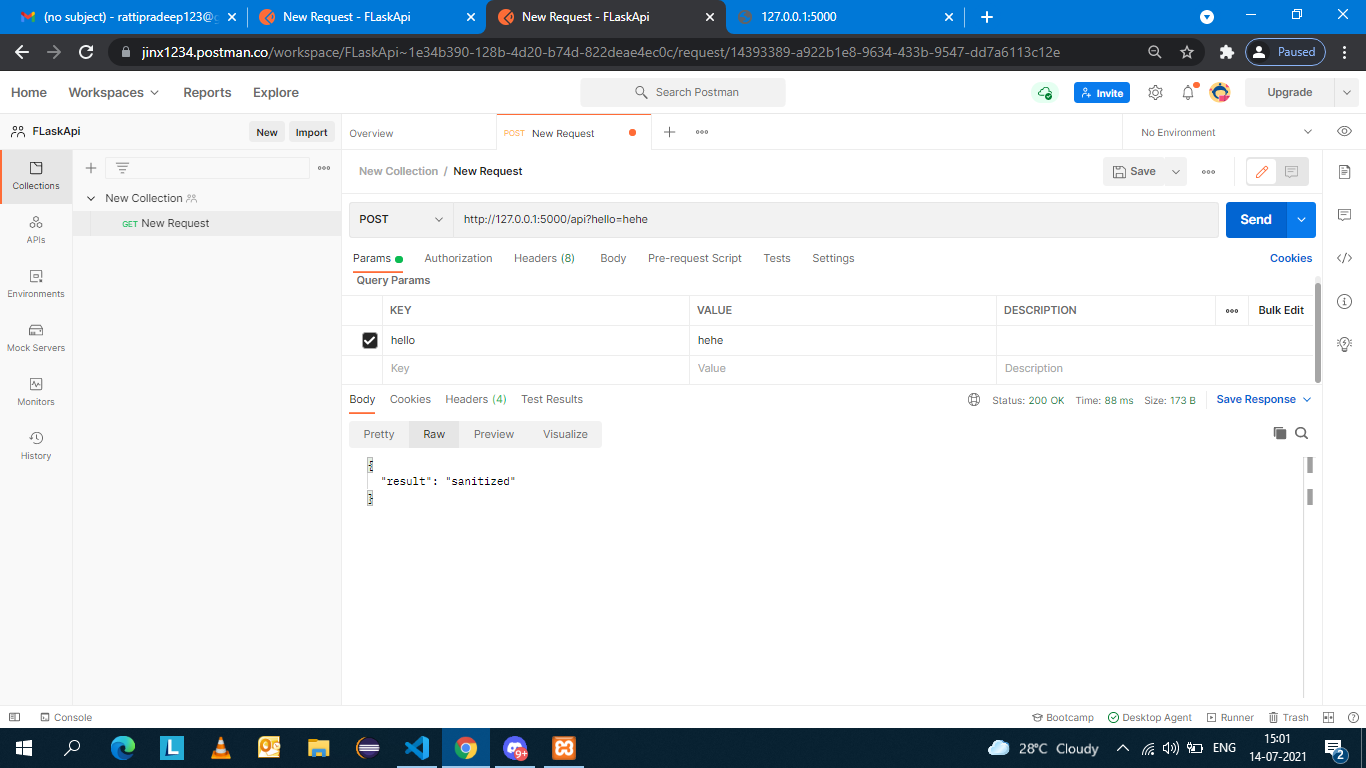 (no subject) - rattipradeep123@g
New Request - FLaskApi
New Request - FLaskApi
127.0.0.1:5000
jinx1234.postman.co/workspace/FLaskApi~1e34b390-128b-4d20-b74d-822deae4ec0c/request/14393389-a922b1e8-9634-433b-9547-dd7a6113c12e
Paused
Home Workspaces Reports Explore
Search Postman
Invite
Upgrade
FLaskApi New Import
Overview
POST New Request
No Environment
Collections
New Collection
GET New Request
APIs
Environments
Mock Servers
Monitors
History
New Collection / New Request
Save
POST http://127.0.0.1:5000/api?hello=hehe Send
Params Authorization Headers (8) Body Pre-request Script Tests Settings Cookies
Query Params
KEY VALUE DESCRIPTION Bulk Edit
hello hehe
Key Value Description
Body Cookies Headers (4) Test Results Status: 200 OK Time: 88 ms Size: 173 B Save Response
Pretty Raw Preview Visualize
{
"result": "sanitized"
}
Console Bootcamp Desktop Agent Runner Trash
L
9+
28°C Cloudy ENG
15:01
14-07-2021
2